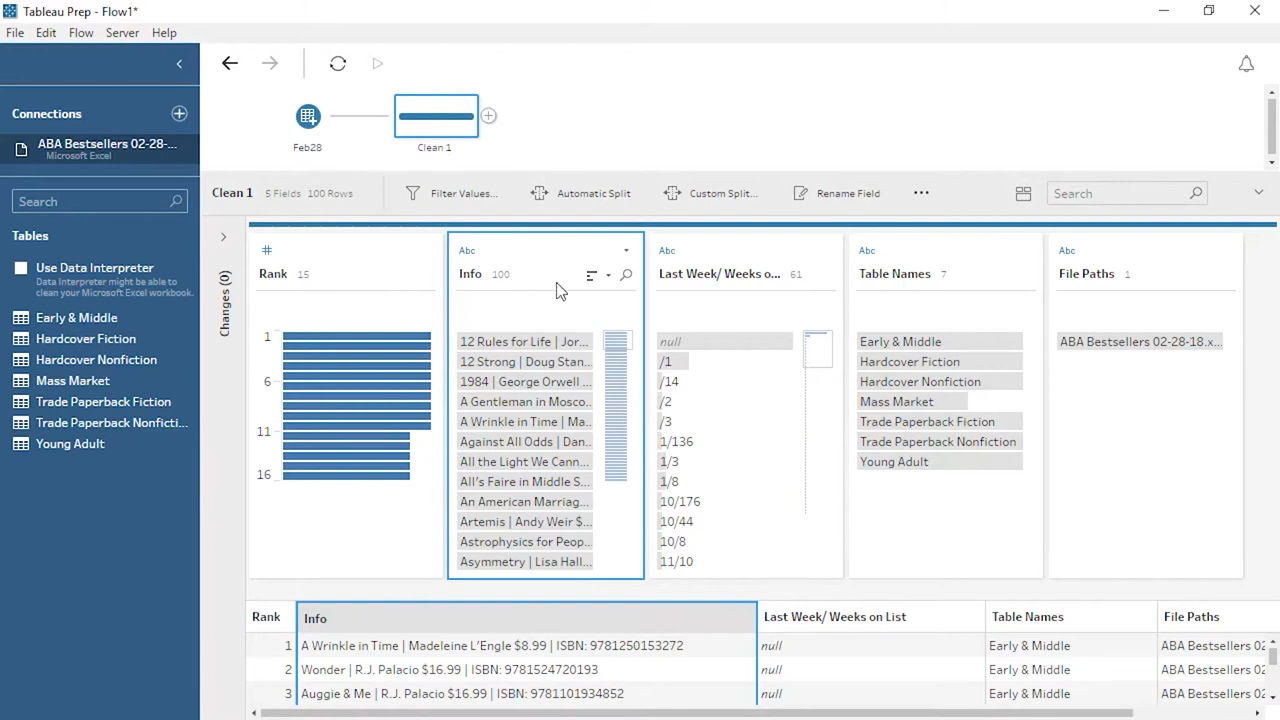 Tableau Prep - Flow1*
File Edit Flow Server Help
Connections
ABA Bestsellers 02-28-...
Microsoft Excel
Search
Tables
Use Data Interpreter
Data Interpreter might be able to
clean your Microsoft Excel workbook.
Early & Middle
Hardcover Fiction
Hardcover Nonfiction
Mass Market
Trade Paperback Fiction
Trade Paperback Nonficti...
Young Adult
Feb28
Clean 1
Clean 1 5 Fields 100 Rows Filter Values... Automatic Split Custom Split... Rename Field ... Search
Changes (0)
#
Rank 15
1
6
11
16
Abc
Info 100
12 Rules for Life | Jor...
12 Strong | Doug Stan...
1984 | George Orwell ...
A Gentleman in Mosco...
A Wrinkle in Time | Ma...
Against All Odds | Dan...
All the Light We Cann...
All's Faire in Middle S...
An American Marriag...
Artemis | Andy Weir $...
Astrophysics for Peop...
Asymmetry | Lisa Hall...
Abc
Last Week/ Weeks o... 61
null
/1
/14
/2
/3
1/136
1/3
1/8
10/176
10/44
10/8
11/10
Abc
Table Names 7
Early & Middle
Hardcover Fiction
Hardcover Nonfiction
Mass Market
Trade Paperback Fiction
Trade Paperback Nonfiction
Young Adult
Abc
File Paths 1
ABA Bestsellers 02-28-18.x...
Rank Info Last Week/ Weeks on List Table Names File Paths
1 A Wrinkle in Time | Madeleine L’Engle $8.99 | ISBN: 9781250153272 null Early & Middle ABA Bestsellers 02
2 Wonder | R.J. Palacio $16.99 | ISBN: 9781524720193 null Early & Middle ABA Bestsellers 02
3 Auggie & Me | R.J. Palacio $16.99 | ISBN: 9781101934852 null Early & Middle ABA Bestsellers 02